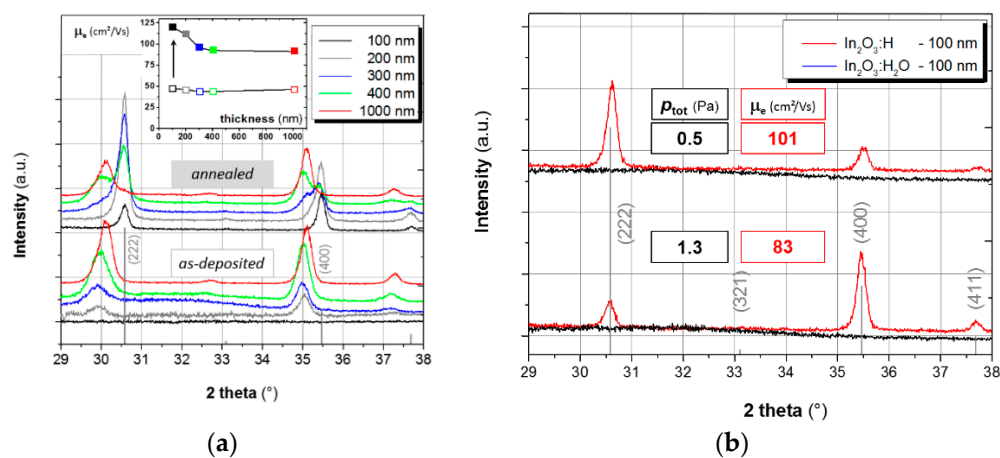 μe (cm²/Vs)
125
100
75
50
25
0
0
200
400
600
800
1000
thickness (nm)
100 nm
200 nm
300 nm
400 nm
1000 nm
annealed
(222)
(400)
as-deposited
Intensity (a.u.)
29 30 31 32 33 34 35 36 37 38
2 theta (°)
(a)
In₂O₃:H - 100 nm
In₂O₃:H₂O - 100 nm
ptot (Pa)
μe (cm²/Vs)
0.5
101
(222)
(400)
1.3
83
(321)
(411)
Intensity (a.u.)
29 30 31 32 33 34 35 36 37 38
2 theta (°)
(b)